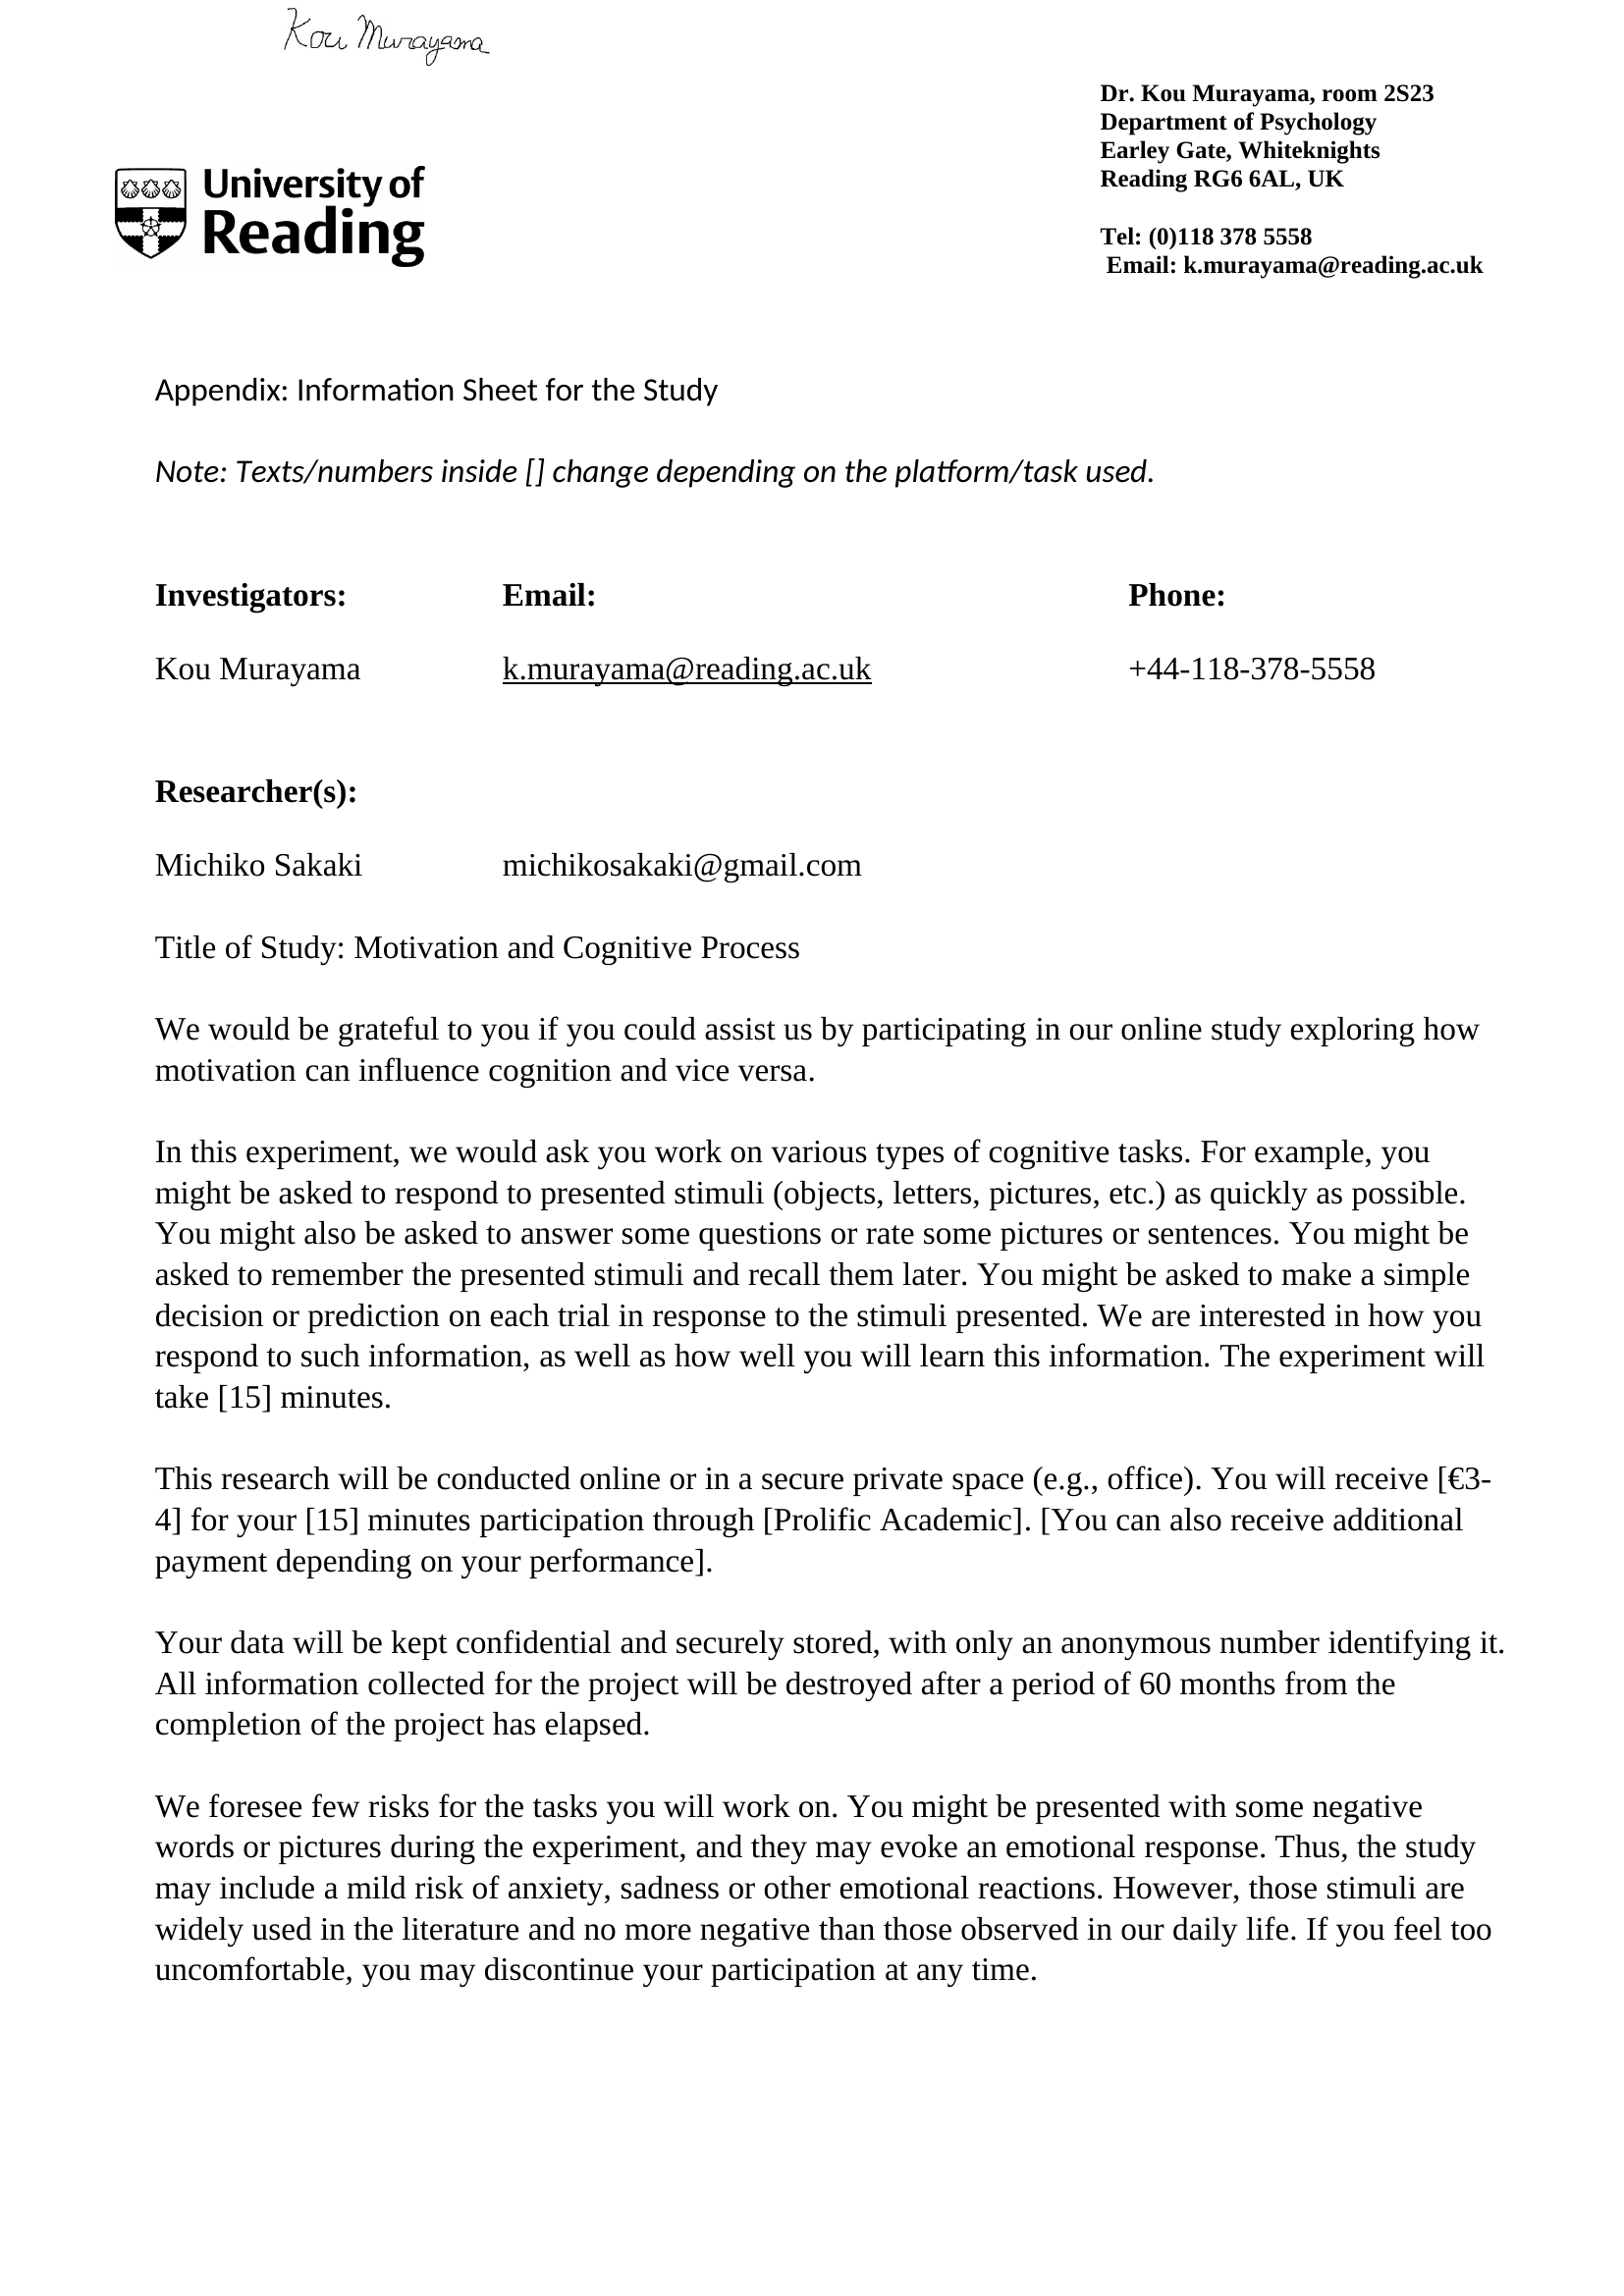 Kou Murayama
Dr. Kou Murayama, room 2S23
Department of Psychology
Earley Gate, Whiteknights
Reading RG6 6AL, UK
Tel: (0)118 378 5558
Email: k.murayama@reading.ac.uk
University of
Reading
Appendix: Information Sheet for the Study
Note: Texts/numbers inside [] change depending on the platform/task used.
Investigators: Email: Phone:
Kou Murayama k.murayama@reading.ac.uk +44-118-378-5558
Researcher(s):
Michiko Sakaki michikosakaki@gmail.com
Title of Study: Motivation and Cognitive Process
We would be grateful to you if you could assist us by participating in our online study exploring how
motivation can influence cognition and vice versa.
In this experiment, we would ask you work on various types of cognitive tasks. For example, you
might be asked to respond to presented stimuli (objects, letters, pictures, etc.) as quickly as possible.
You might also be asked to answer some questions or rate some pictures or sentences. You might be
asked to remember the presented stimuli and recall them later. You might be asked to make a simple
decision or prediction on each trial in response to the stimuli presented. We are interested in how you
respond to such information, as well as how well you will learn this information. The experiment will
take [15] minutes.
This research will be conducted online or in a secure private space (e.g., office). You will receive [€3-
4] for your [15] minutes participation through [Prolific Academic]. [You can also receive additional
payment depending on your performance].
Your data will be kept confidential and securely stored, with only an anonymous number identifying it.
All information collected for the project will be destroyed after a period of 60 months from the
completion of the project has elapsed.
We foresee few risks for the tasks you will work on. You might be presented with some negative
words or pictures during the experiment, and they may evoke an emotional response. Thus, the study
may include a mild risk of anxiety, sadness or other emotional reactions. However, those stimuli are
widely used in the literature and no more negative than those observed in our daily life. If you feel too
uncomfortable, you may discontinue your participation at any time.